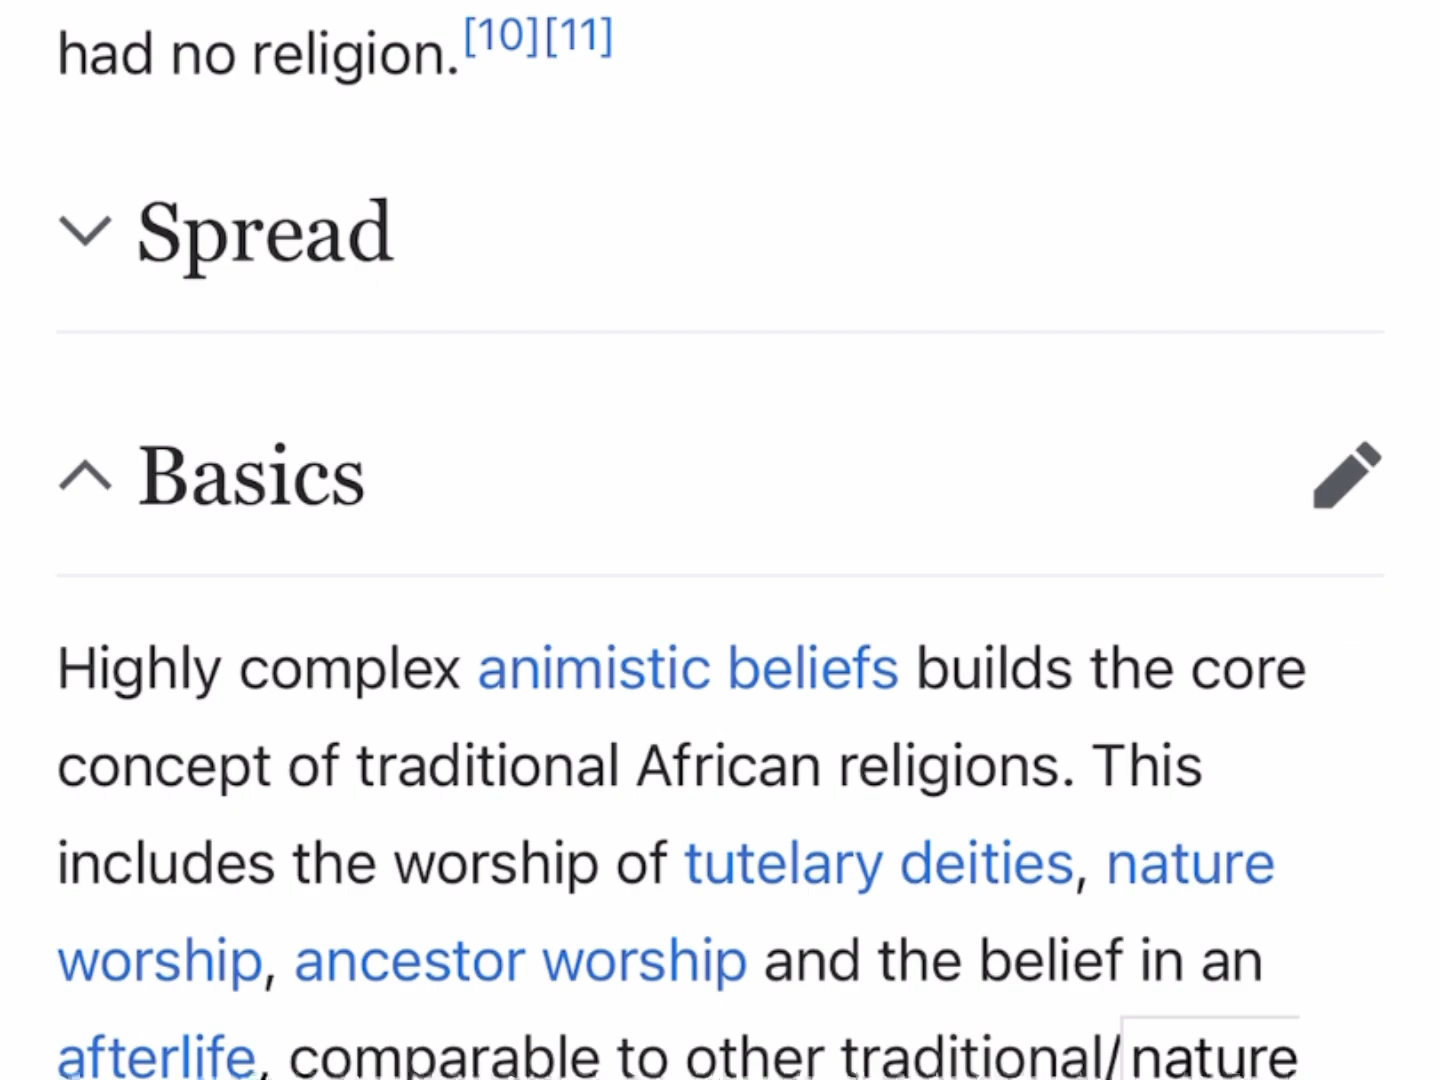 had no religion.[10][11]
Spread
Basics
Highly complex animistic beliefs builds the core
concept of traditional African religions. This
includes the worship of tutelary deities, nature
worship, ancestor worship and the belief in an
afterlife, comparable to other traditional/nature